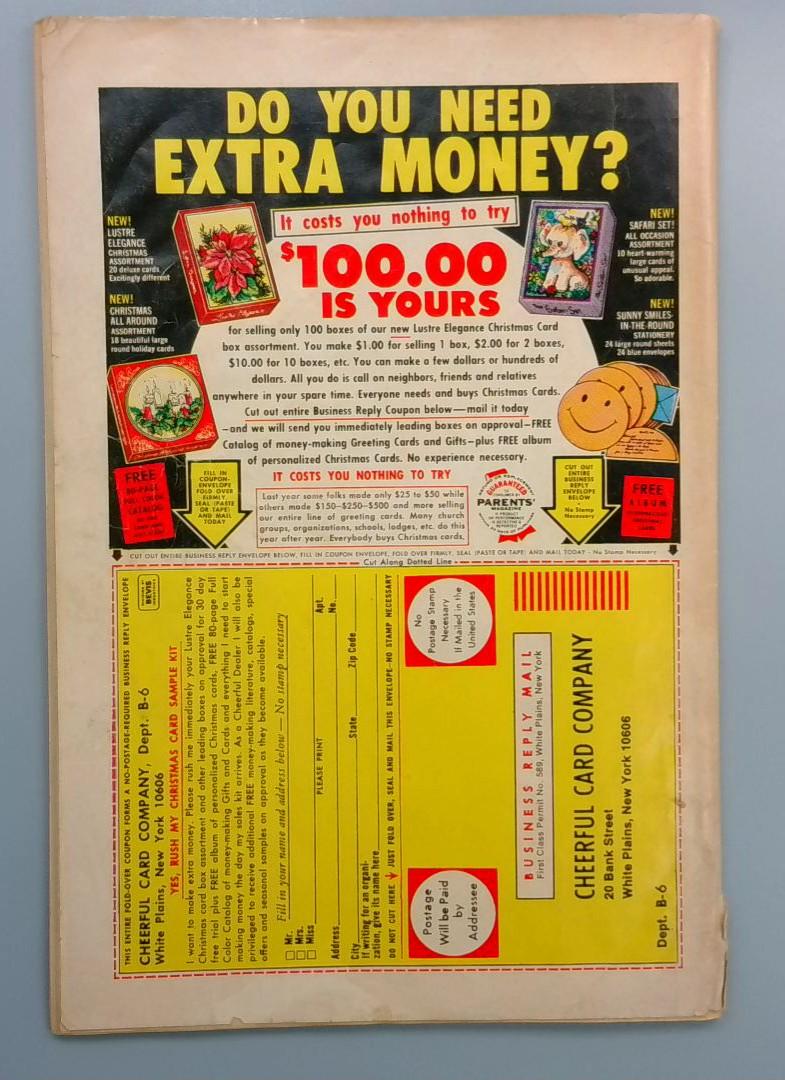 DO YOU NEED
EXTRA MONEY?
It costs you nothing to try
$100.00
IS YOURS
NEW!
LUSTRE
ELEGANCE
CHRISTMAS
ASSORTMENT
20 deluxe cards
Excitingly different
NEW!
CHRISTMAS
ALL AROUND
ASSORTMENT
18 beautiful large
round holiday cards
NEW!
SAFARI SET!
ALL OCCASION
ASSORTMENT
10 heart-warming
large cards of
unusual appeal.
So adorable.
NEW!
SUNNY SMILES-
IN-THE-ROUND
STATIONERY
24 large round sheets
24 blue envelopes
for selling only 100 boxes of our new Lustre Elegance Christmas Card
box assortment. You make $1.00 for selling 1 box, $2.00 for 2 boxes,
$10.00 for 10 boxes, etc. You can make a few dollars or hundreds of
dollars. All you do is call on neighbors, friends and relatives
anywhere in your spare time. Everyone needs and buys Christmas Cards.
Cut out entire Business Reply Coupon below—mail it today
—and we will send you immediately leading boxes on approval—FREE
Catalog of money-making Greeting Cards and Gifts—plus FREE album
of personalized Christmas Cards. No experience necessary.
IT COSTS YOU NOTHING TO TRY
Last year some folks made only $25 to $50 while
others made $150—$250—$500 and more selling
our entire line of greeting cards. Many church
groups, organizations, schools, lodges, etc. do this
year after year. Everybody buys Christmas cards.
FREE
80-PAGE
FULL COLOR
CATALOG
FILL IN
COUPON-
ENVELOPE
FOLD OVER
FIRMLY,
SEAL (PASTE
OR TAPE)
AND MAIL
TODAY
GUARANTEED
PARENTS'
MAGAZINE
CUT OUT
ENTIRE
BUSINESS
REPLY
ENVELOPE
BELOW
No Stamp
Necessary
FREE
ALBUM
CUT OUT ENTIRE BUSINESS REPLY ENVELOPE BELOW, FILL IN COUPON ENVELOPE, FOLD OVER FIRMLY, SEAL (PASTE OR TAPE) AND MAIL TODAY - No Stamp Necessary
Cut Along Dotted Line
THIS ENTIRE FOLD-OVER COUPON FORMS A NO-POSTAGE-REQUIRED BUSINESS REPLY ENVELOPE
CHEERFUL CARD COMPANY, Dept. B-6
White Plains, New York 10606
BEVIS
YES, RUSH MY CHRISTMAS CARD SAMPLE KIT
I want to make extra money. Please rush me immediately your Lustre Elegance
Christmas card box assortment and other leading boxes on approval for 30 day
free trial plus FREE album of personalized Christmas cards, FREE 80-page Full
Color Catalog of money-making Gifts and Cards and everything I need to start
making money the day my sales kit arrives. As a Cheerful Dealer I will also be
privileged to receive additional FREE money-making literature, catalogs, special
offers and seasonal samples on approval as they become available.
Fill in your name and address below — No stamp necessary
Mr.
Mrs.
Miss
PLEASE PRINT
Address
Apt.
No.
City
State
Zip Code
If writing for an organi-
zation, give its name here
DO NOT CUT HERE JUST FOLD OVER, SEAL AND MAIL THIS ENVELOPE—NO STAMP NECESSARY
Postage
Will be Paid
by
Addressee
No
Postage Stamp
Necessary
If Mailed in the
United States
BUSINESS REPLY MAIL
First Class Permit No. 589, White Plains, New York
CHEERFUL CARD COMPANY
20 Bank Street
White Plains, New York 10606
Dept. B-6